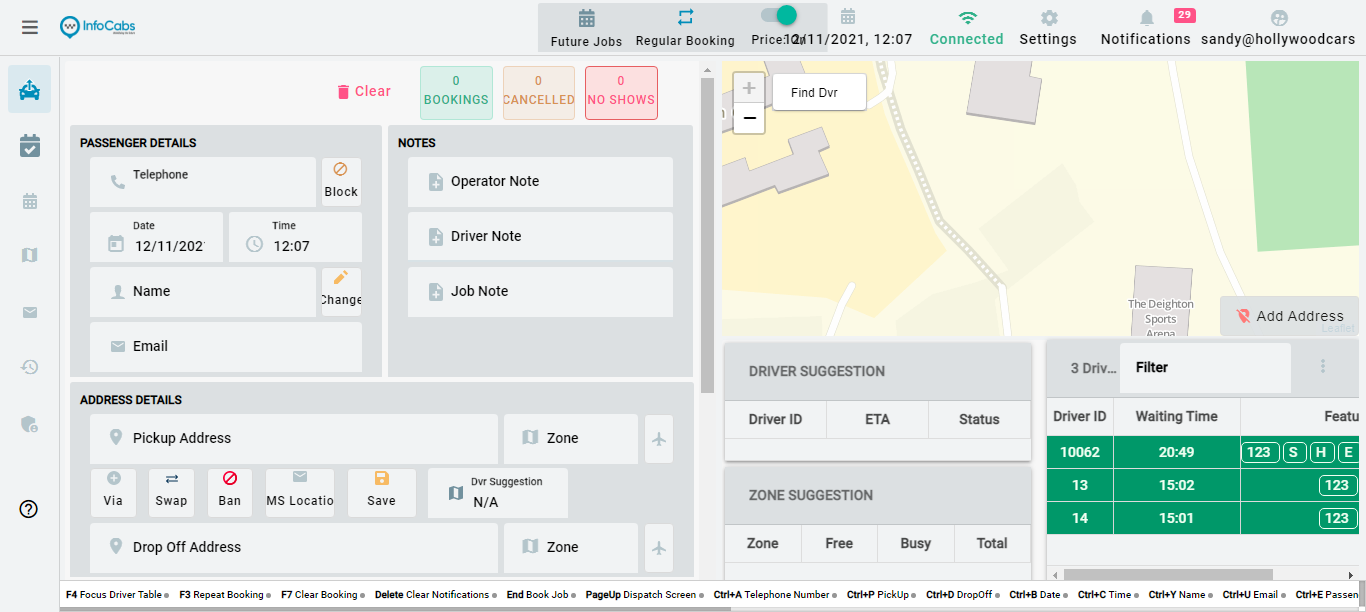 InfoCabs
Future Jobs
Regular Booking
Price:
12/11/2021, 12:07
Connected
Settings
Notifications
29
sandy@hollywoodcars
Clear
0
BOOKINGS
0
CANCELLED
0
NO SHOWS
PASSENGER DETAILS
Telephone
Block
Date
12/11/202
Time
12:07
Name
Change
Email
NOTES
Operator Note
Driver Note
Job Note
ADDRESS DETAILS
Pickup Address
Zone
Via
Swap
Ban
MS Locatio
Save
Dvr Suggestion
N/A
Drop Off Address
Zone
+
−
Find Dvr
The Deighton
Sports
Arena
Add Address
Leaflet
DRIVER SUGGESTION
Driver ID ETA Status
ZONE SUGGESTION
Zone Free Busy Total
3 Driv...
Filter
Driver ID Waiting Time Featu
10062 20:49 123 S H E
13 15:02 123
14 15:01 123
F4 Focus Driver Table F3 Repeat Booking F7 Clear Booking Delete Clear Notifications End Book Job PageUp Dispatch Screen Ctrl+A Telephone Number Ctrl+P PickUp Ctrl+D DropOff Ctrl+B Date Ctrl+C Time Ctrl+Y Name Ctrl+U Email Ctrl+E Passen